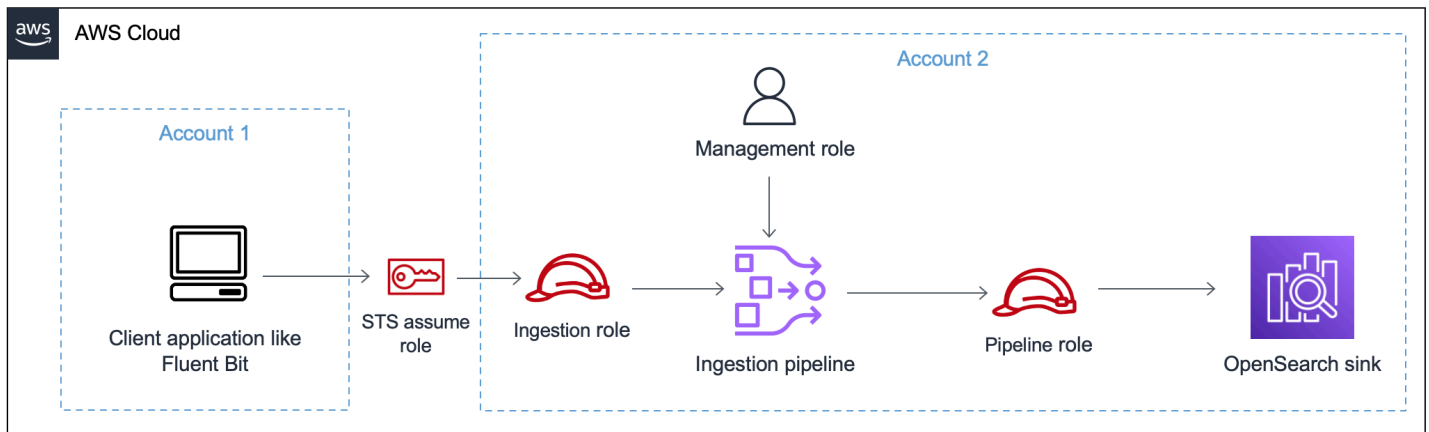 aws
AWS Cloud
Account 2
Account 1
Management role
Client application like
Fluent Bit
STS assume
role
Ingestion role
Ingestion pipeline
Pipeline role
OpenSearch sink